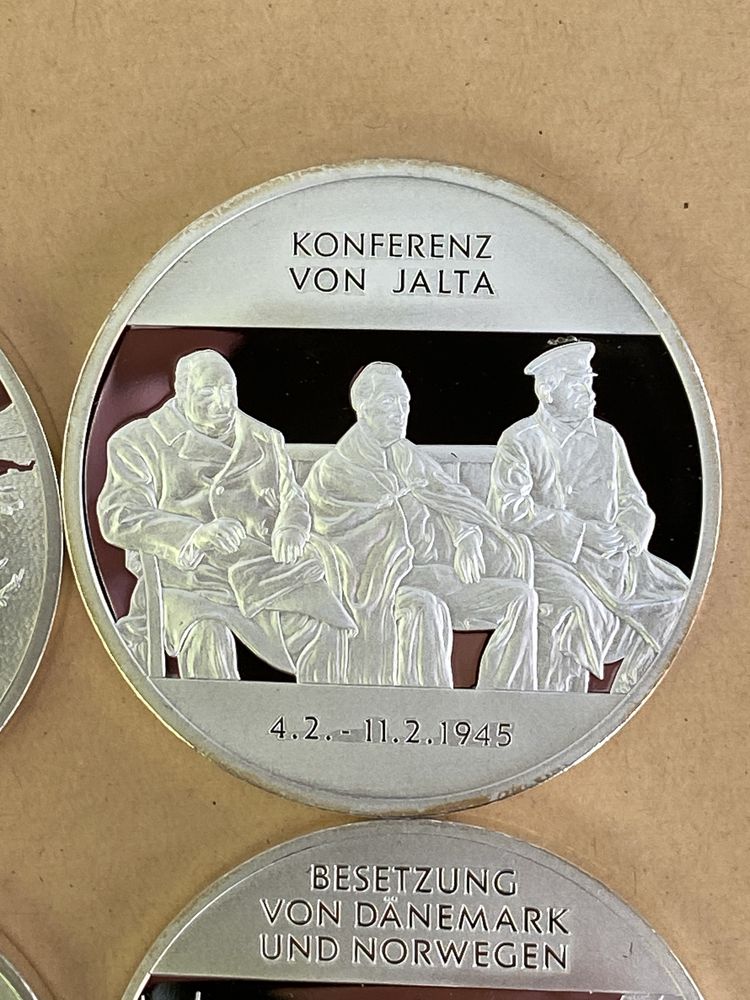 KONFERENZ
VON JALTA
4.2.-11.2.1945
BESETZUNG
VON DÄNEMARK
UND NORWEGEN